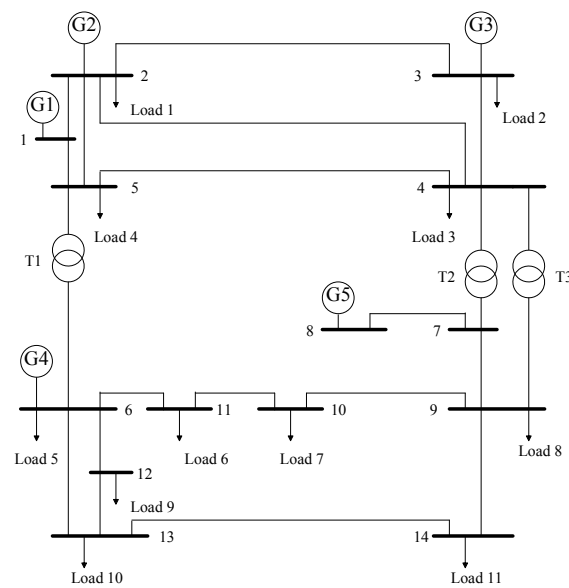 G2
G3
2
3
Load 1
Load 2
G1
1
5
4
Load 4
Load 3
T1
T2
T3
G5
8
7
G4
6
11
10
9
Load 5
Load 6
Load 7
Load 8
12
Load 9
13
14
Load 10
Load 11